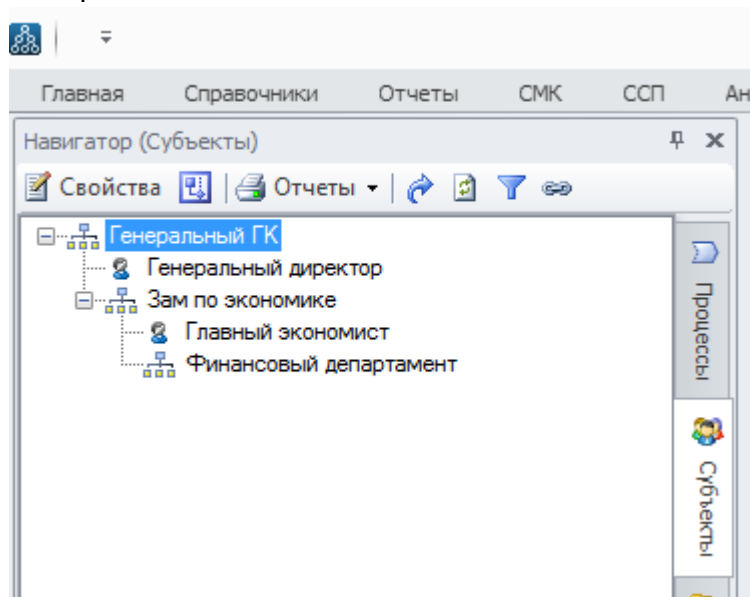 Главная Справочники Отчеты СМК ССП Ан
Навигатор (Субъекты)
Свойства Отчеты
Генеральный ГК
Генеральный директор
Зам по экономике
Главный экономист
Финансовый департамент
Процессы
Субъекты